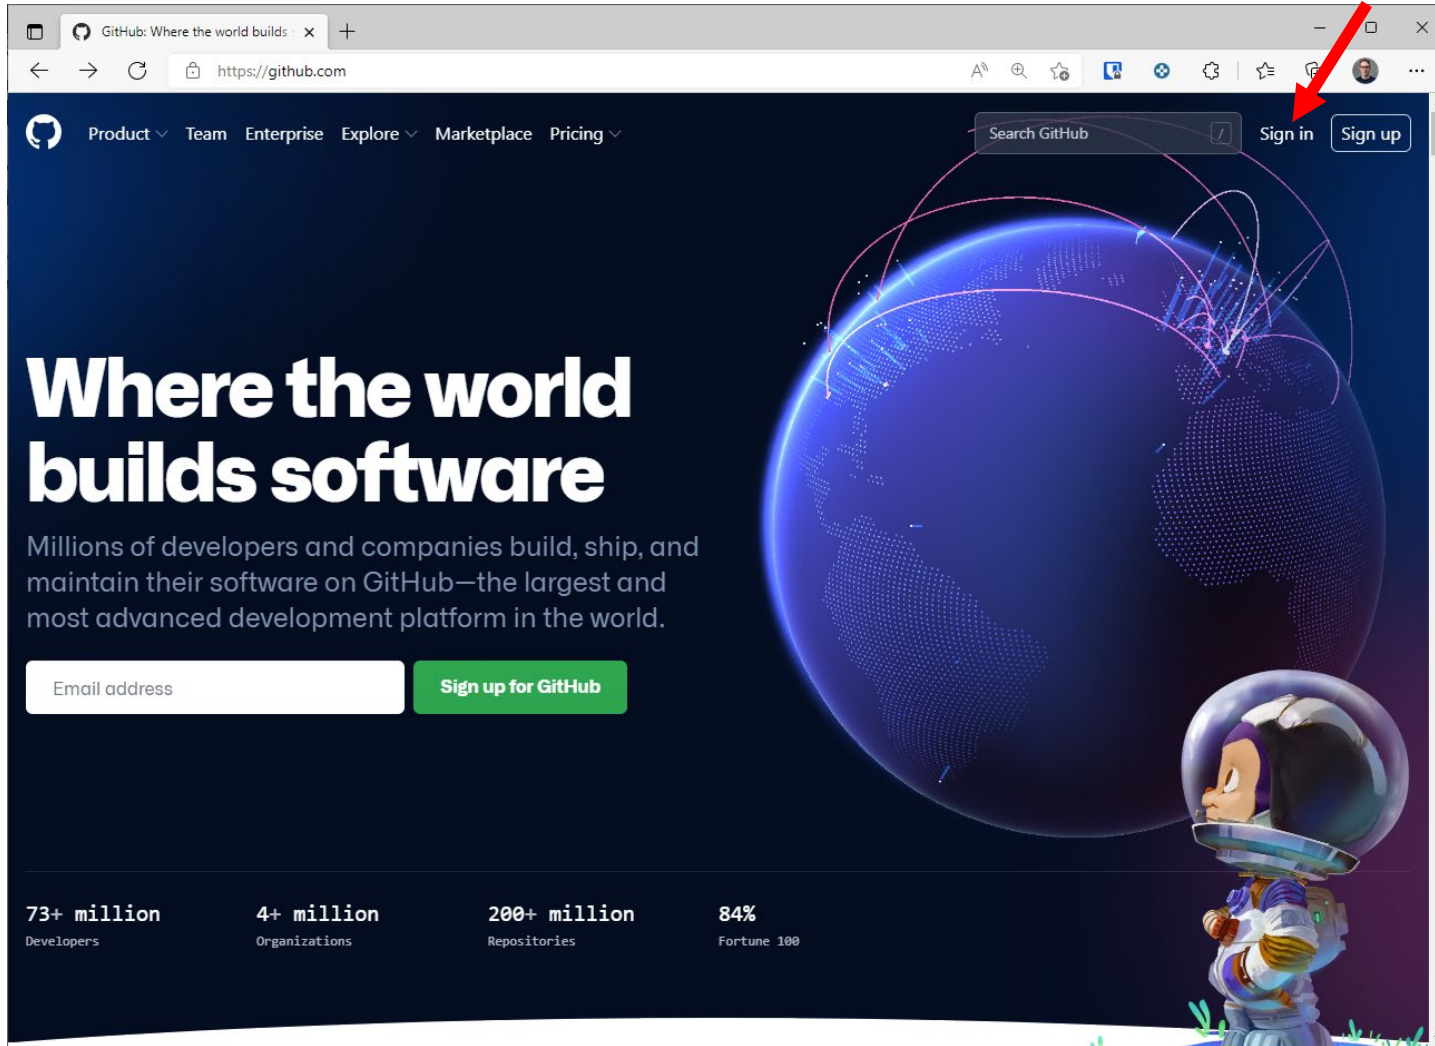 GitHub: Where the world builds s
https://github.com
Product Team Enterprise Explore Marketplace Pricing Search GitHub / Sign in Sign up
Where the world
builds software
Millions of developers and companies build, ship, and
maintain their software on GitHub—the largest and
most advanced development platform in the world.
Email address Sign up for GitHub
73+ million 4+ million 200+ million 84%
Developers Organizations Repositories Fortune 100